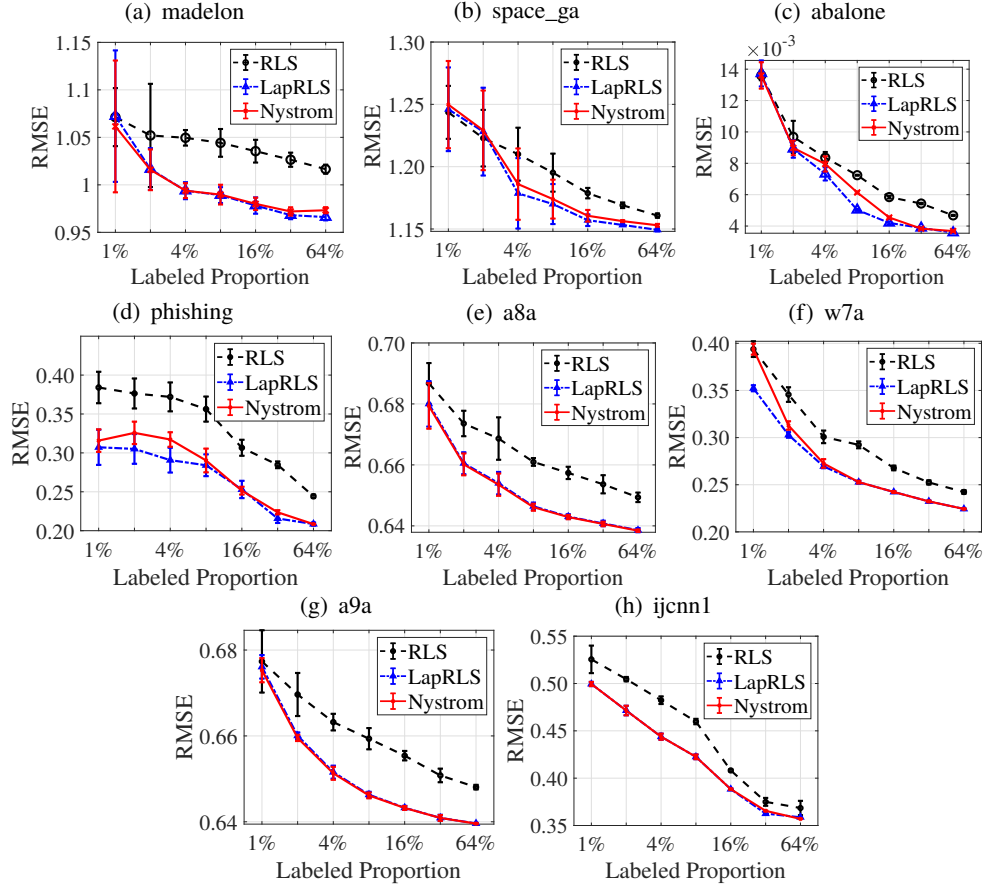 (a) madelon
1.15
1.1
1.05
1
0.95
RMSE
RLS
LapRLS
Nystrom
1%
4%
16%
64%
Labeled Proportion
(b) space_ga
1.30
1.25
1.20
1.15
RMSE
RLS
LapRLS
Nystrom
1%
4%
16%
64%
Labeled Proportion
(c) abalone
× 10-3
14
12
10
8
6
4
RMSE
RLS
LapRLS
Nystrom
1%
4%
16%
64%
Labeled Proportion
(d) phishing
0.40
0.35
0.30
0.25
0.20
RMSE
RLS
LapRLS
Nystrom
1%
4%
16%
64%
Labeled Proportion
(e) a8a
0.70
0.68
0.66
0.64
RMSE
RLS
LapRLS
Nystrom
1%
4%
16%
64%
Labeled Proportion
(f) w7a
0.40
0.35
0.30
0.25
0.20
RMSE
RLS
LapRLS
Nystrom
1%
4%
16%
64%
Labeled Proportion
(g) a9a
0.68
0.66
0.64
RMSE
RLS
LapRLS
Nystrom
1%
4%
16%
64%
Labeled Proportion
(h) ijcnn1
0.55
0.50
0.45
0.40
0.35
RMSE
RLS
LapRLS
Nystrom
1%
4%
16%
64%
Labeled Proportion